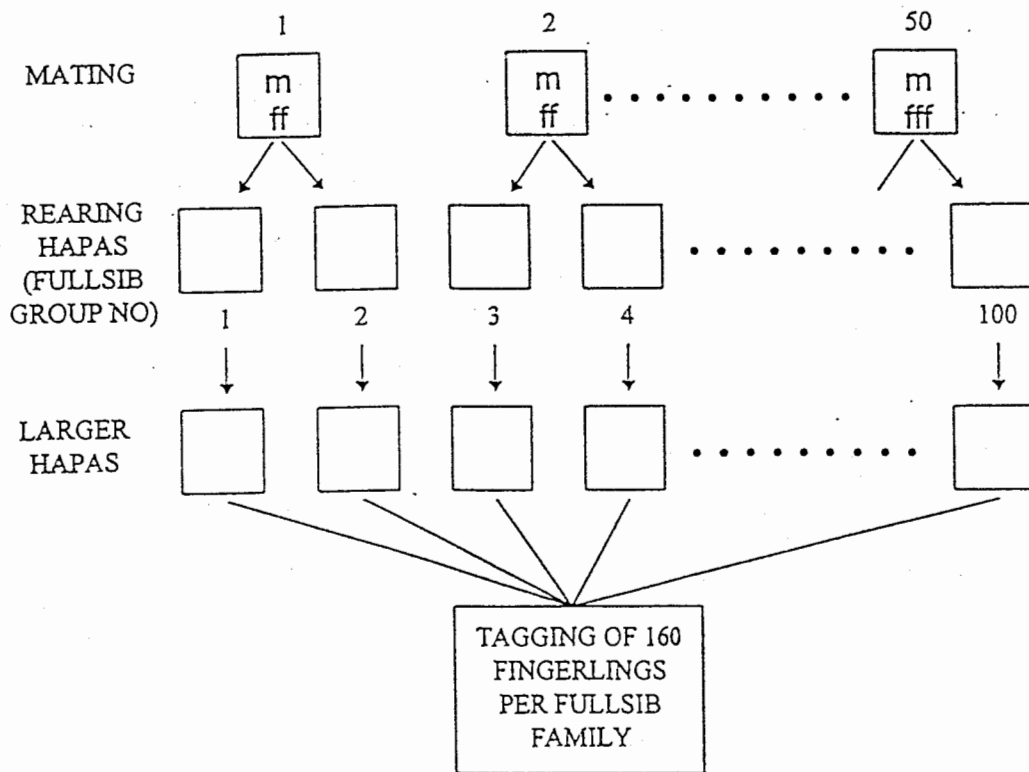 1 2 50
MATING
m m m
ff ff fff
REARING
HAPAS
(FULLSIB
GROUP NO)
1 2 3 4 100
LARGER
HAPAS
TAGGING OF 160
FINGERLINGS
PER FULLSIB
FAMILY